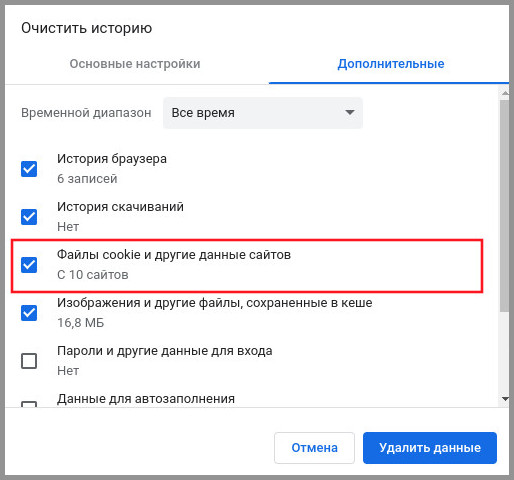 Очистить историю
Основные настройки
Дополнительные
Временной диапазон
Все время
История браузера
6 записей
История скачиваний
Нет
Файлы cookie и другие данные сайтов
С 10 сайтов
Изображения и другие файлы, сохраненные в кеше
16,8 МБ
Пароли и другие данные для входа
Нет
Данные для автозаполнения
Отмена
Удалить данные